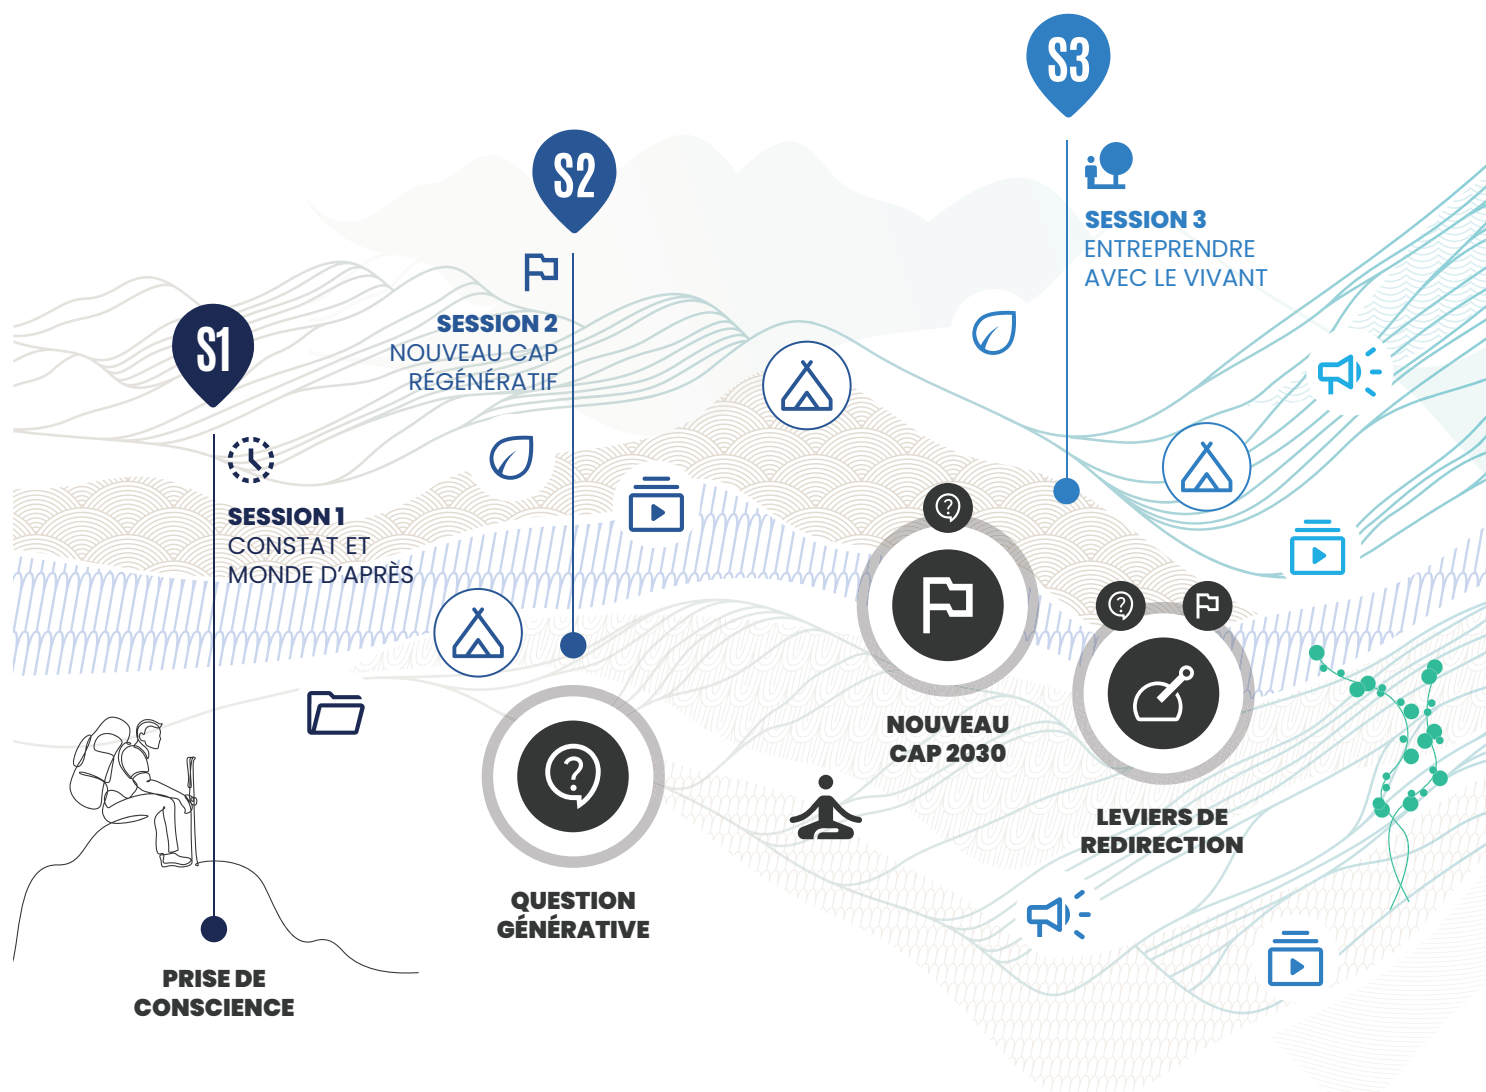 S1
SESSION 1
CONSTAT ET
MONDE D'APRÈS
PRISE DE
CONSCIENCE
S2
SESSION 2
NOUVEAU CAP
RÉGÉNÉRATIF
?
QUESTION
GÉNÉRATIVE
S3
SESSION 3
ENTREPRENDRE
AVEC LE VIVANT
?
NOUVEAU
CAP 2030
?
LEVIERS DE
REDIRECTION